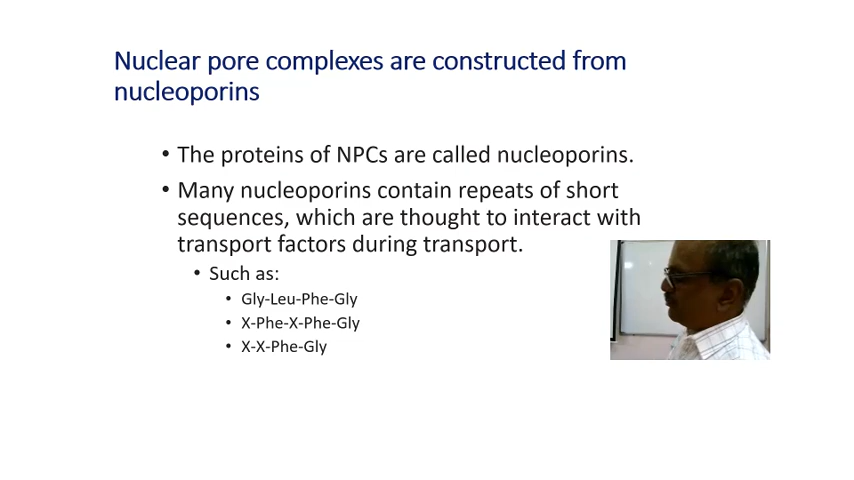 Nuclear pore complexes are constructed from
nucleoporins
• The proteins of NPCs are called nucleoporins.
• Many nucleoporins contain repeats of short
sequences, which are thought to interact with
transport factors during transport.
• Such as:
• Gly-Leu-Phe-Gly
• X-Phe-X-Phe-Gly
• X-X-Phe-Gly